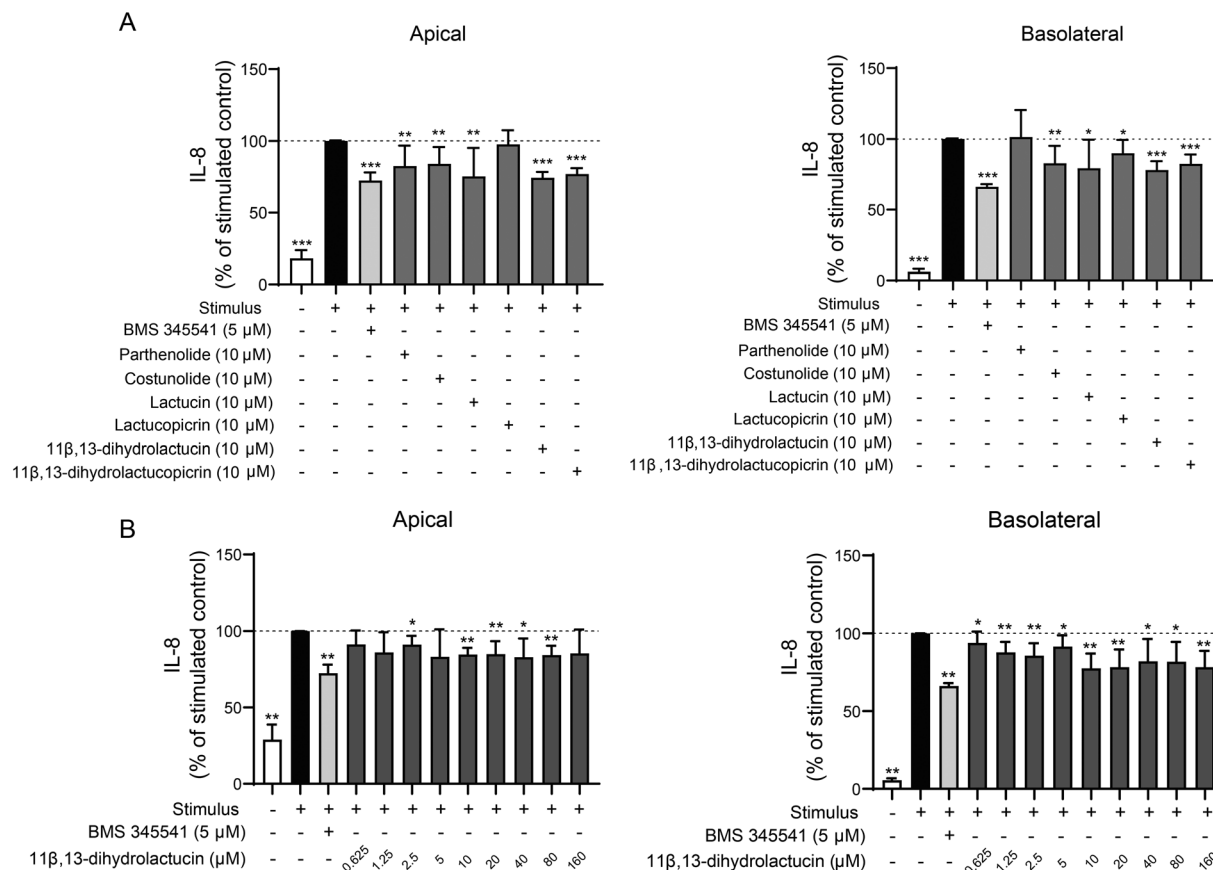 A
Apical
IL-8
(% of stimulated control)
150
100
50
0
*** *** ** ** ** *** ***
Stimulus - + + + + + + + +
BMS 345541 (5 µM) - - + - - - - - -
Parthenolide (10 µM) - - - + - - - - -
Costunolide (10 µM) - - - - + - - - -
Lactucin (10 µM) - - - - - + - - -
Lactucopicrin (10 µM) - - - - - - + - -
11β,13-dihydrolactucin (10 µM) - - - - - - - + -
11β,13-dihydrolactucopicrin (10 µM) - - - - - - - - +
Basolateral
IL-8
(% of stimulated control)
150
100
50
0
*** *** ** * * *** ***
Stimulus - + + + + + + + +
BMS 345541 (5 µM) - - + - - - - - -
Parthenolide (10 µM) - - - + - - - - -
Costunolide (10 µM) - - - - + - - - -
Lactucin (10 µM) - - - - - + - - -
Lactucopicrin (10 µM) - - - - - - + - -
11β,13-dihydrolactucin (10 µM) - - - - - - - + -
11β,13-dihydrolactucopicrin (10 µM) - - - - - - - - +
B
Apical
IL-8
(% of stimulated control)
150
100
50
0
** ** * ** ** * **
Stimulus - + + + + + + + + + + +
BMS 345541 (5 µM) - - + - - - - - - - - -
11β,13-dihydrolactucin (µM) - - - 0.625 1.25 2.5 5 10 20 40 80 160
Basolateral
IL-8
(% of stimulated control)
150
100
50
0
** ** * ** ** * ** ** * * **
Stimulus - + + + + + + + + + + +
BMS 345541 (5 µM) - - + - - - - - - - - -
11β,13-dihydrolactucin (µM) - - - 0.625 1.25 2.5 5 10 20 40 80 160